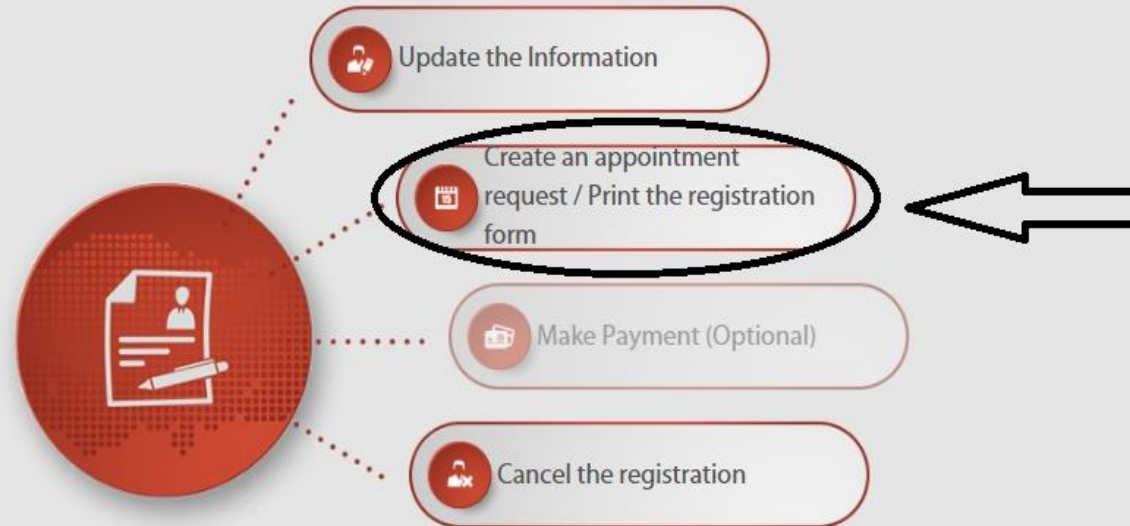 Update the Information
Create an appointment
request / Print the registration
form
Make Payment (Optional)
Cancel the registration